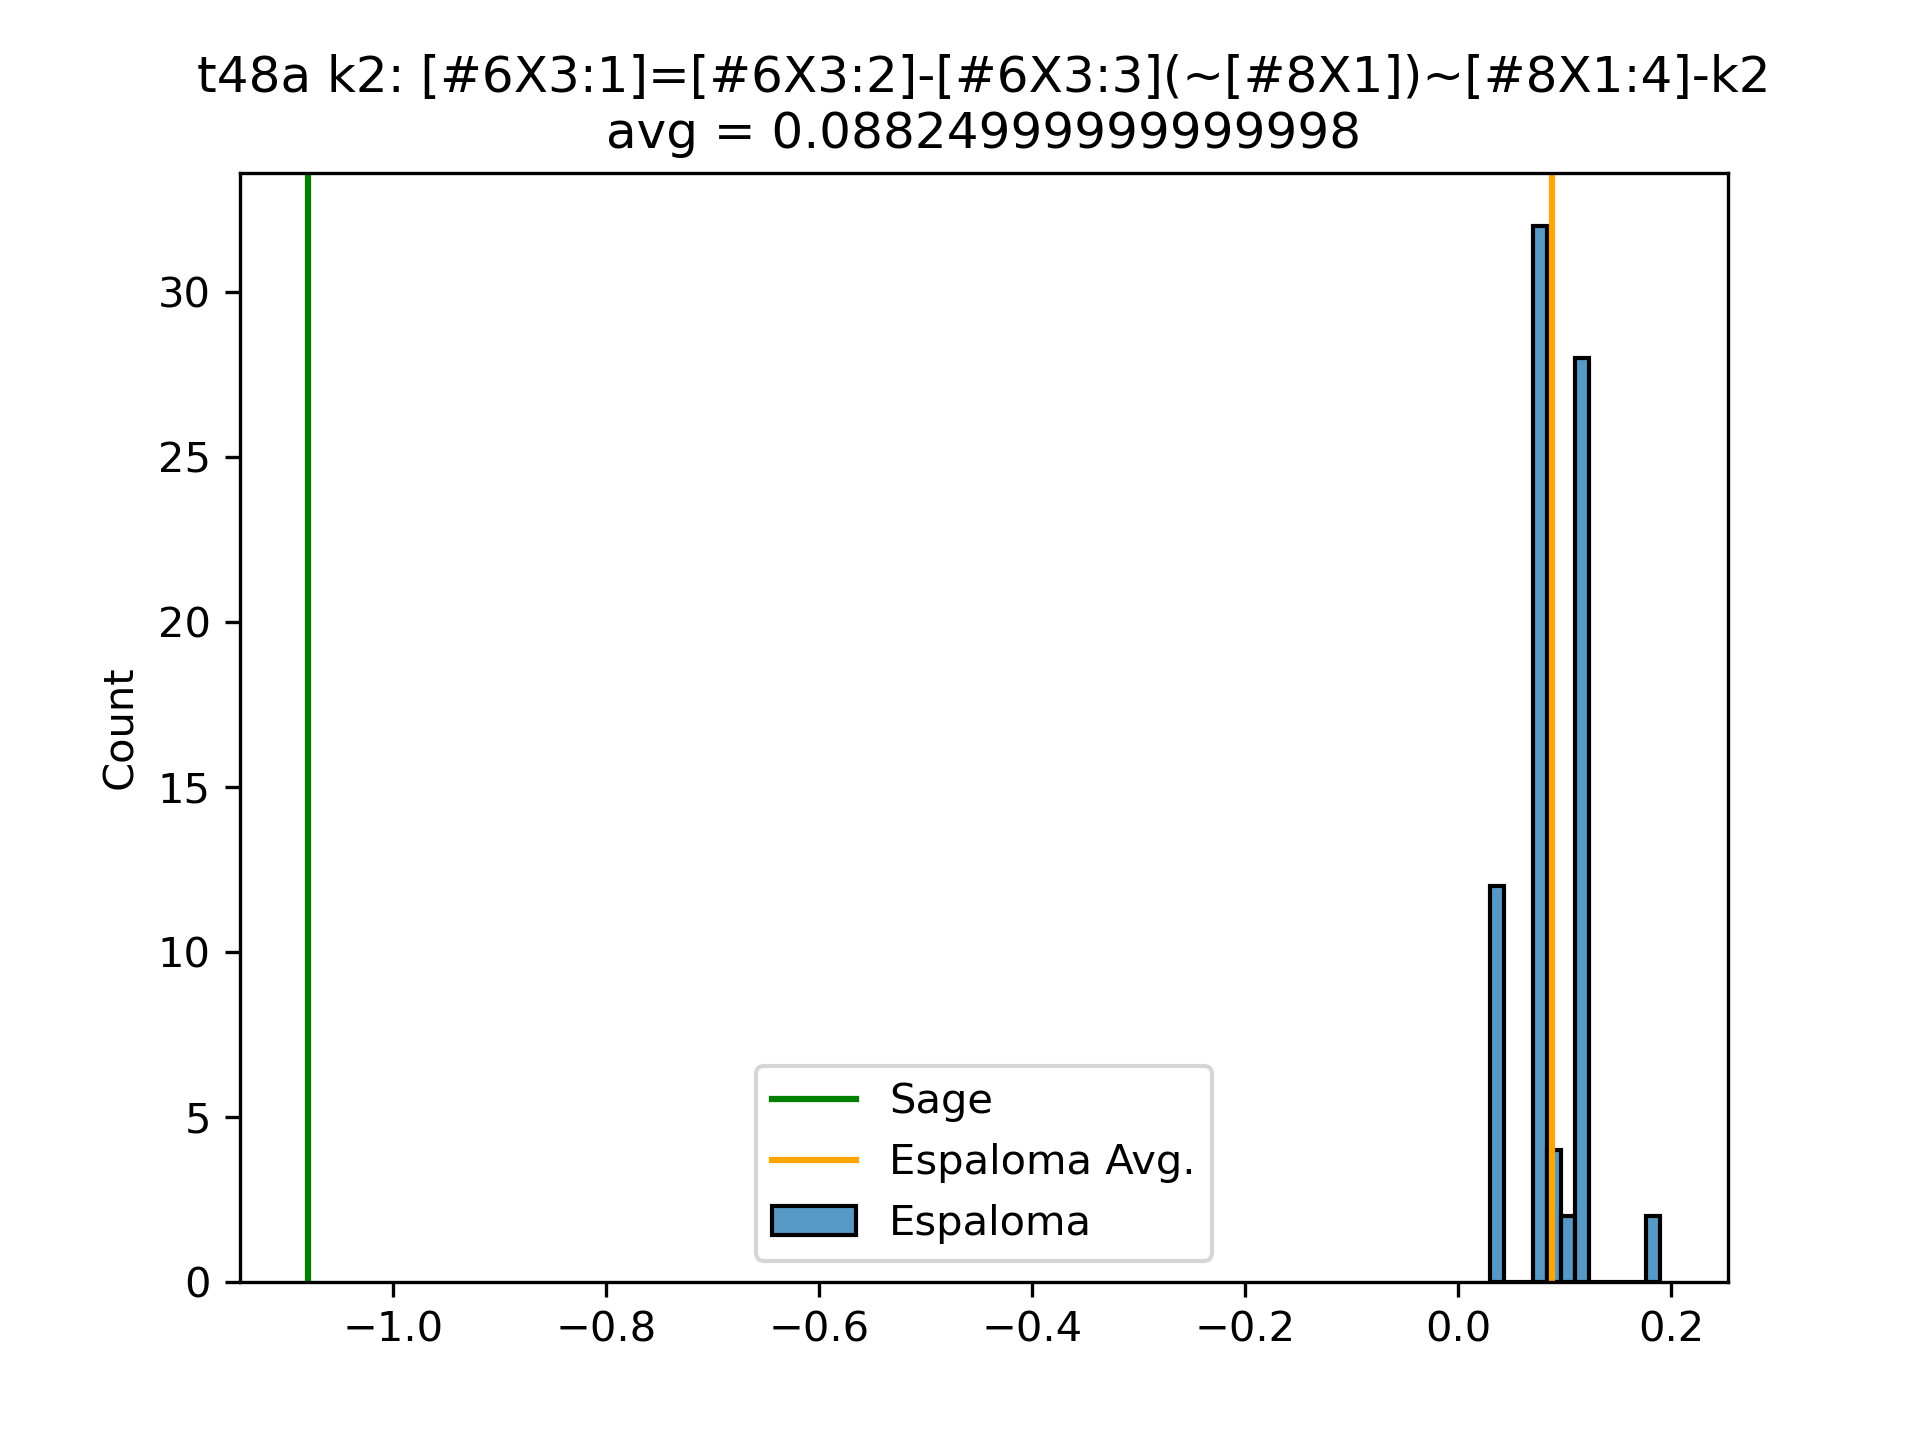 t48a k2: [#6X3:1]=[#6X3:2]-[#6X3:3](~[#8X1])~[#8X1:4]-k2
avg = 0.08824999999999998
30
25
20
15
10
5
0
Count
Sage
Espaloma Avg.
Espaloma
−1.0 −0.8 −0.6 −0.4 −0.2 0.0 0.2